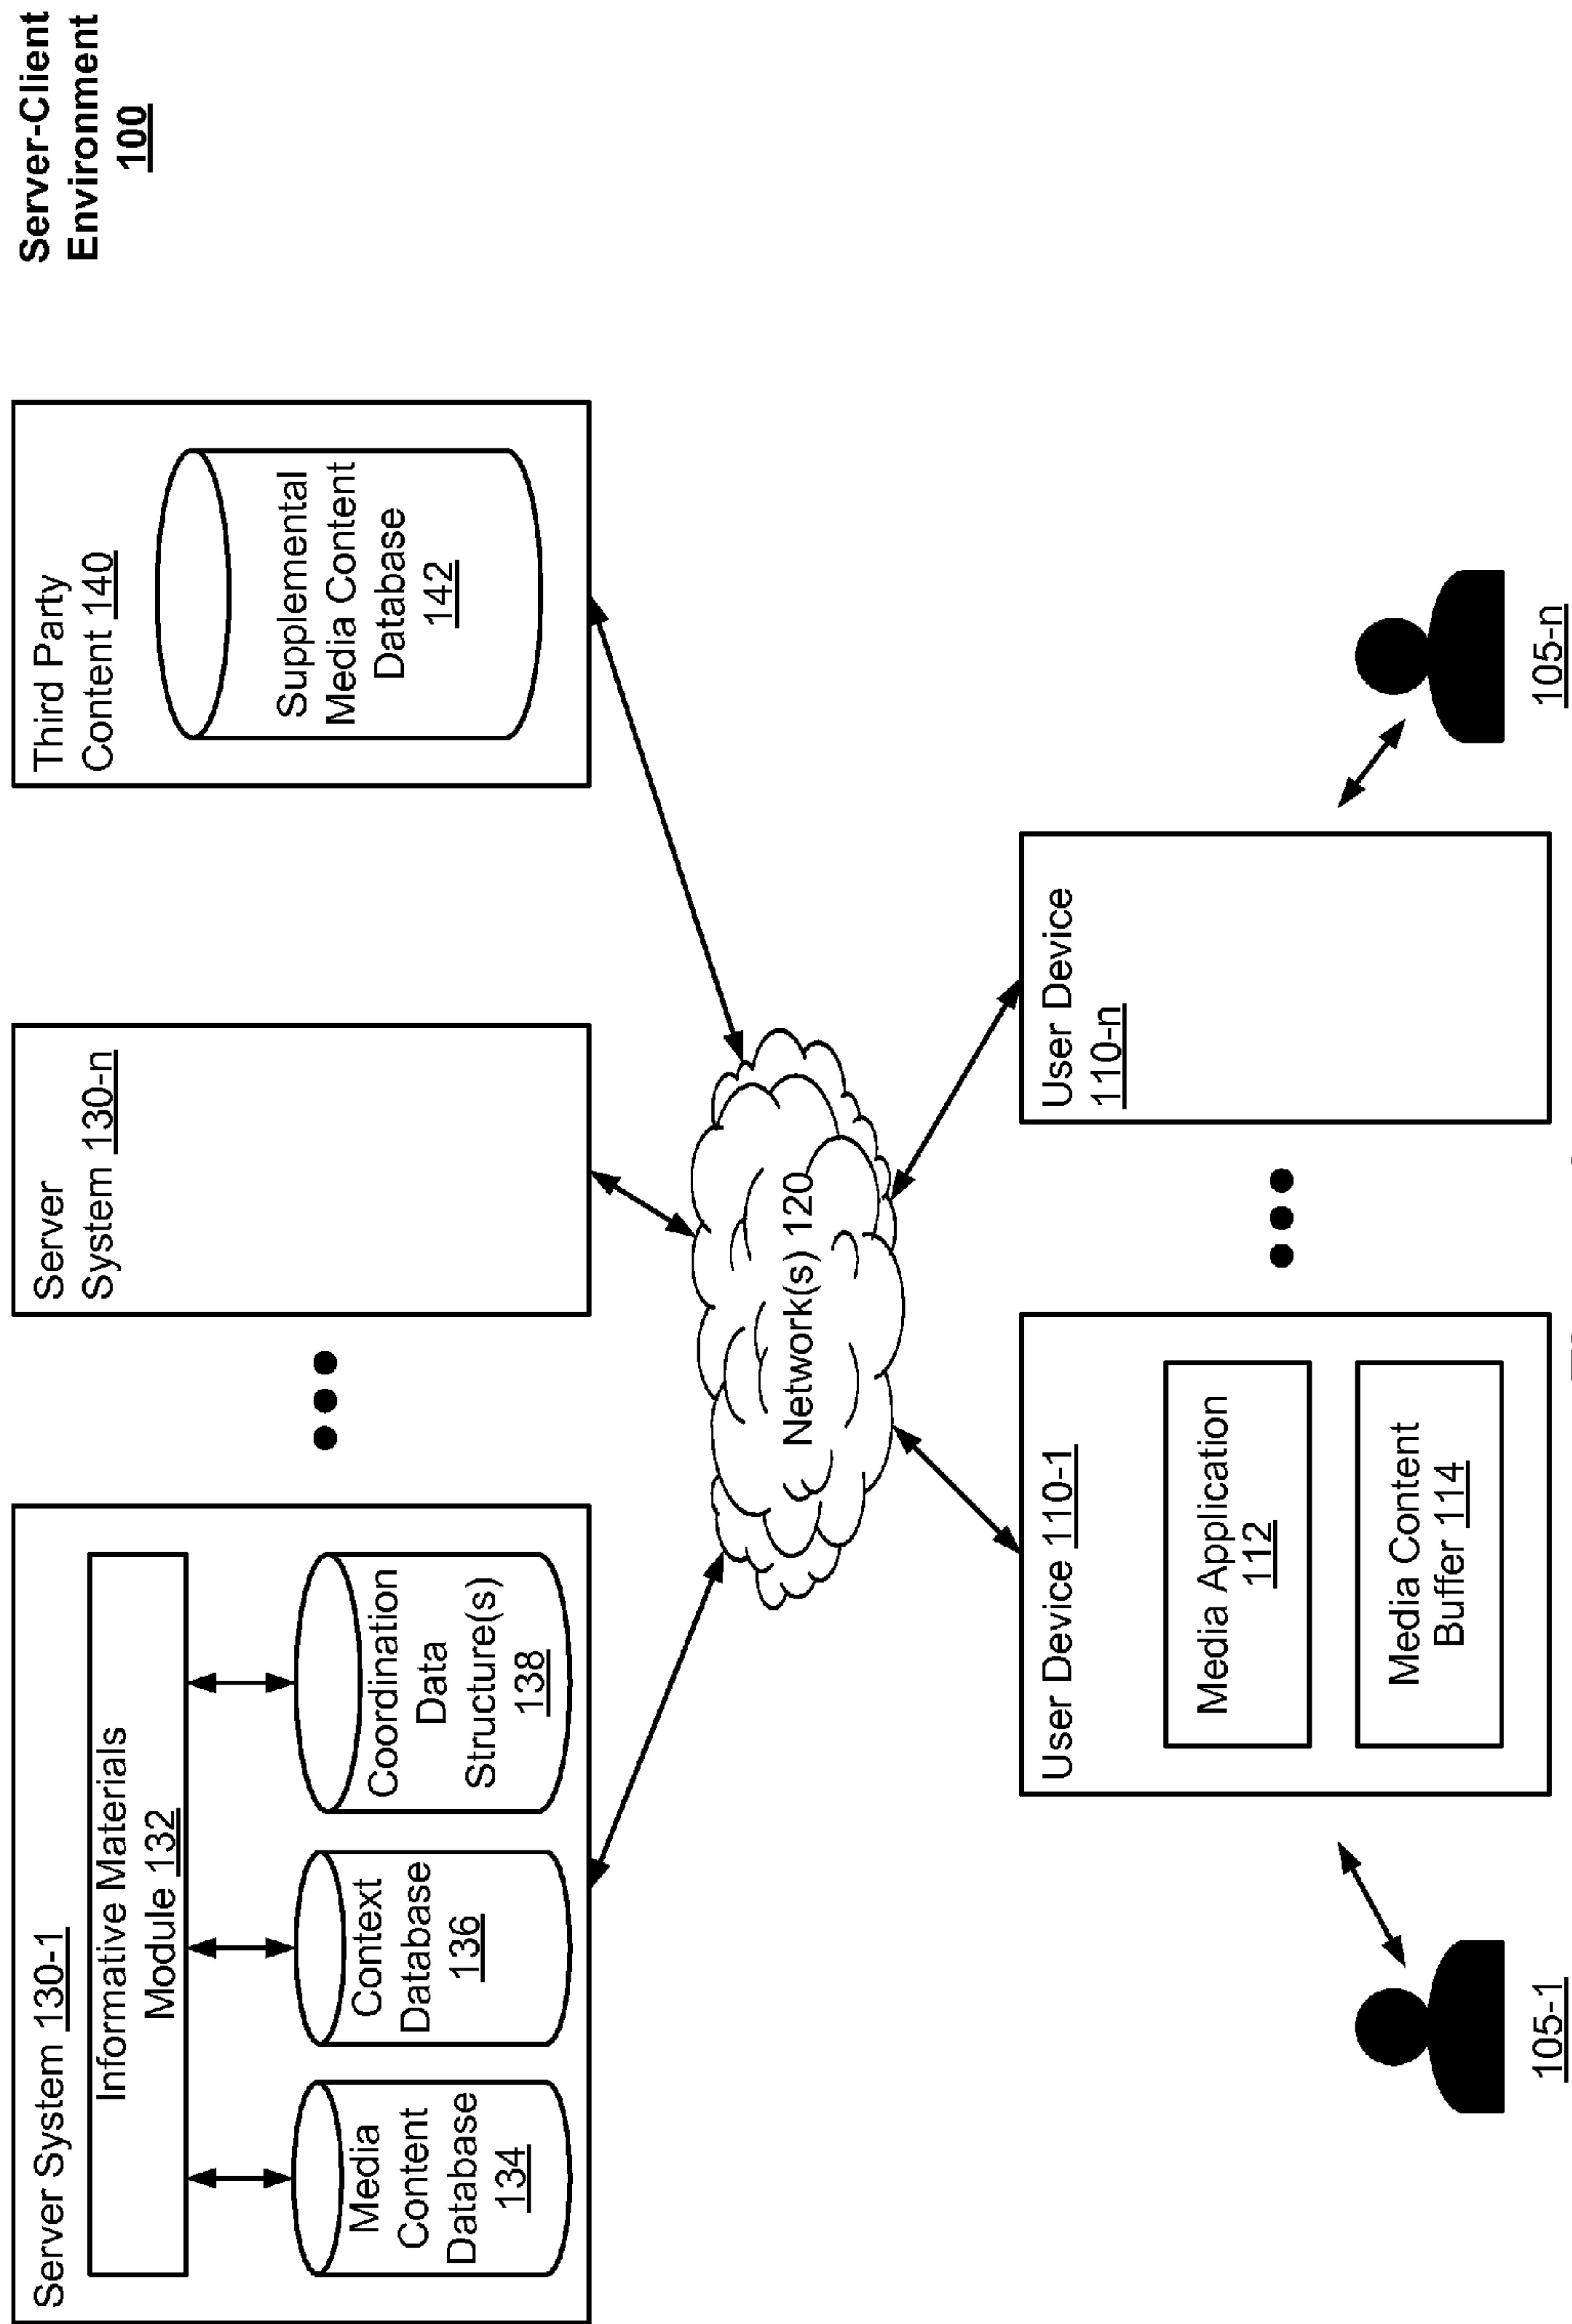 Server-Client
Environment
100
Server System 130-1
Informative Materials
Module 132
Media
Content
Database
134
Context
Database
136
Coordination
Data
Structure(s)
138
Server
System 130-n
Third Party
Content 140
Supplemental
Media Content
Database
142
Network(s) 120
User Device 110-1
Media Application
112
Media Content
Buffer 114
User Device
110-n
105-1
105-n